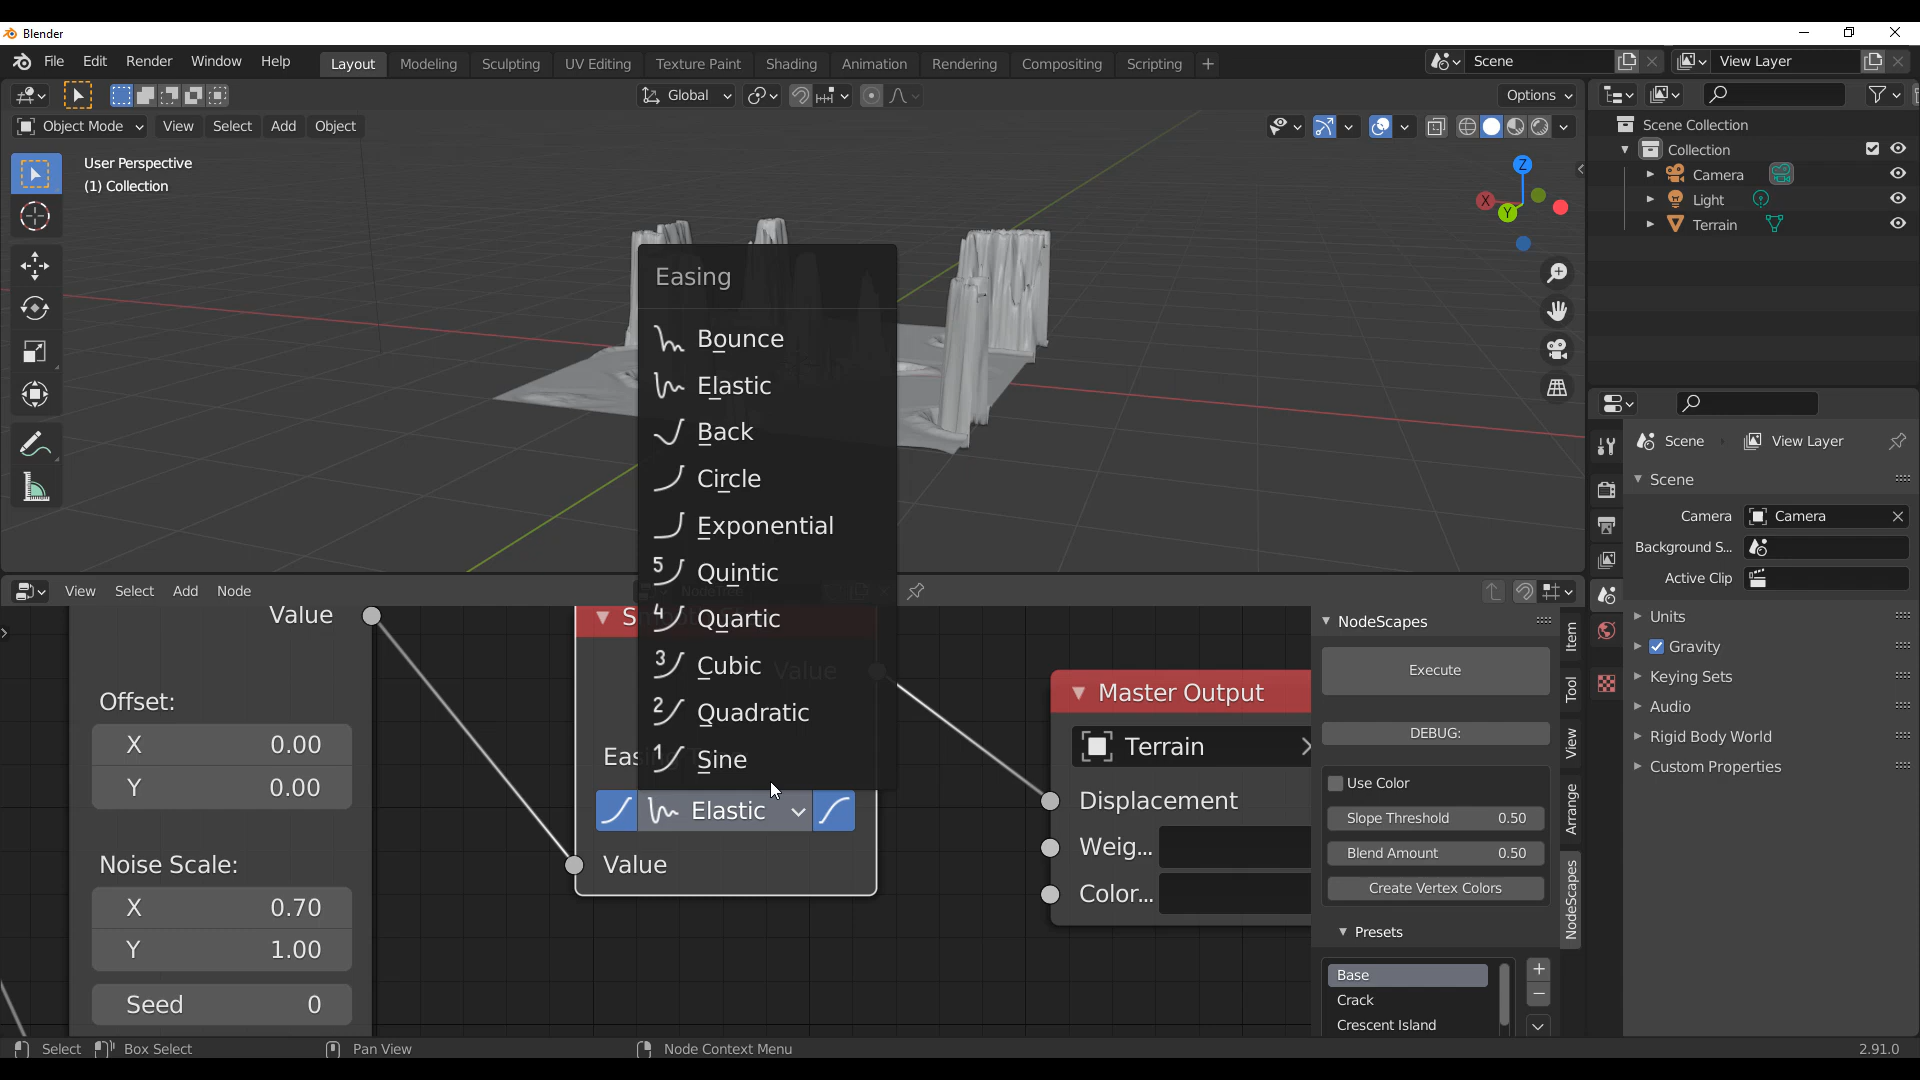 Blender
File Edit Render Window Help Layout Modeling Sculpting UV Editing Texture Paint Shading Animation Rendering Compositing Scripting Scene View Layer
Global Options
Object Mode View Select Add Object
User Perspective
(1) Collection
Z
X
Y
Scene Collection
Collection
Camera
Light
Terrain
Scene View Layer
Scene
Camera Camera
Background S...
Active Clip
Units
Gravity
Keying Sets
Audio
Rigid Body World
Custom Properties
Easing
Bounce
Elastic
Back
Circle
Exponential
5 Quintic
4 Quartic
3 Cubic
2 Quadratic
1 Sine
View Select Add Node
Value
Offset:
X 0.00
Y 0.00
Noise Scale:
X 0.70
Y 1.00
Seed 0
Value
Elastic
Value
Master Output
Terrain
Displacement
Weig...
Color...
NodeScapes
Execute
DEBUG:
Use Color
Slope Threshold 0.50
Blend Amount 0.50
Create Vertex Colors
Presets
Base
Crack
Crescent Island
Item
Tool
View
Arrange
NodeScapes
Select Box Select Pan View Node Context Menu 2.91.0